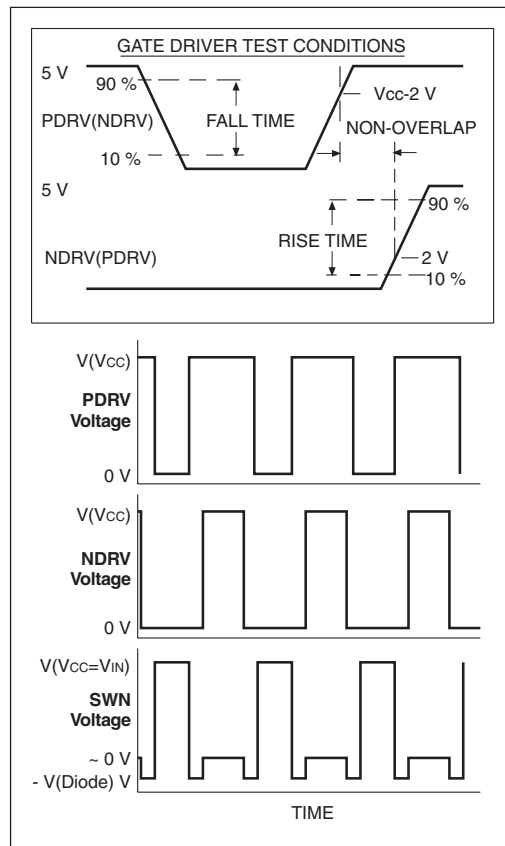 GATE DRIVER TEST CONDITIONS
5 V
90 %
Vcc-2 V
PDRV(NDRV)
FALL TIME
NON-OVERLAP
10 %
5 V
90 %
RISE TIME
NDRV(PDRV)
2 V
10 %
V(VCC)
PDRV
Voltage
0 V
V(VCC)
NDRV
Voltage
0 V
V(VCC=VIN)
SWN
Voltage
~ 0 V
- V(Diode) V
TIME